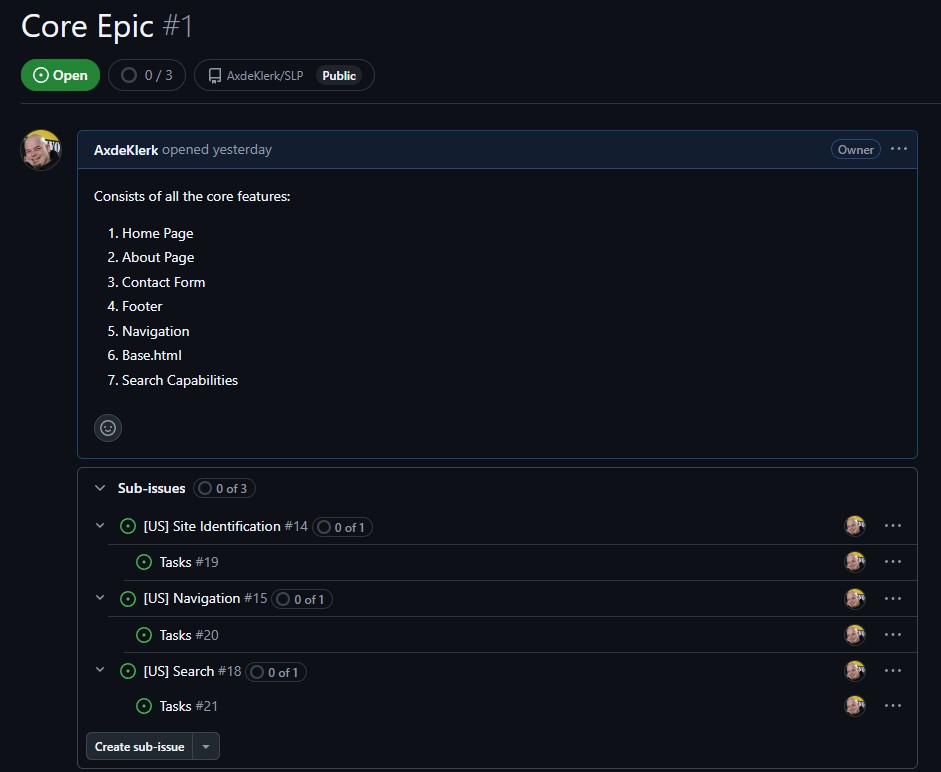 Core Epic #1
Open 0 / 3 AxdeKlerk/SLP Public
AxdeKlerk opened yesterday Owner
Consists of all the core features:
1. Home Page
2. About Page
3. Contact Form
4. Footer
5. Navigation
6. Base.html
7. Search Capabilities
Sub-issues 0 of 3
[US] Site Identification #14 0 of 1
Tasks #19
[US] Navigation #15 0 of 1
Tasks #20
[US] Search #18 0 of 1
Tasks #21
Create sub-issue